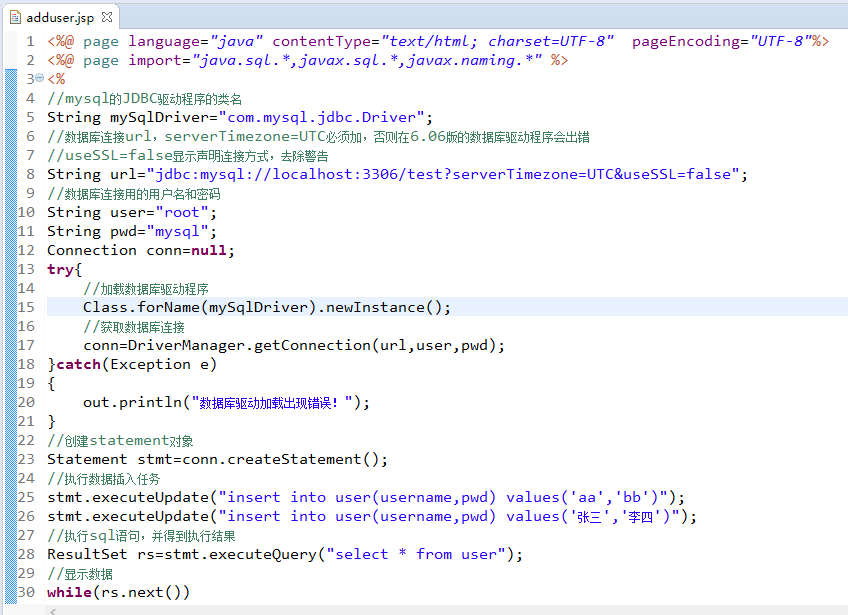 adduser.jsp
1 <%@ page language="java" contentType="text/html; charset=UTF-8"  pageEncoding="UTF-8"%>
2 <%@ page import="java.sql.*,javax.sql.*,javax.naming.*" %>
3 <%
4 //mysql的JDBC驱动程序的类名
5 String mySqlDriver="com.mysql.jdbc.Driver";
6 //数据库连接url，serverTimezone=UTC必须加，否则在6.06版的数据库驱动程序会出错
7 //useSSL=false显示声明连接方式，去除警告
8 String url="jdbc:mysql://localhost:3306/test?serverTimezone=UTC&useSSL=false";
9 //数据库连接用的用户名和密码
10 String user="root";
11 String pwd="mysql";
12 Connection conn=null;
13 try{
14     //加载数据库驱动程序
15     Class.forName(mySqlDriver).newInstance();
16     //获取数据库连接
17     conn=DriverManager.getConnection(url,user,pwd);
18 }catch(Exception e)
19 {
20     out.println("数据库驱动加载出现错误！");
21 }
22 //创建statement对象
23 Statement stmt=conn.createStatement();
24 //执行数据插入任务
25 stmt.executeUpdate("insert into user(username,pwd) values('aa','bb')");
26 stmt.executeUpdate("insert into user(username,pwd) values('张三','李四')");
27 //执行sql语句，并得到执行结果
28 ResultSet rs=stmt.executeQuery("select * from user");
29 //显示数据
30 while(rs.next())